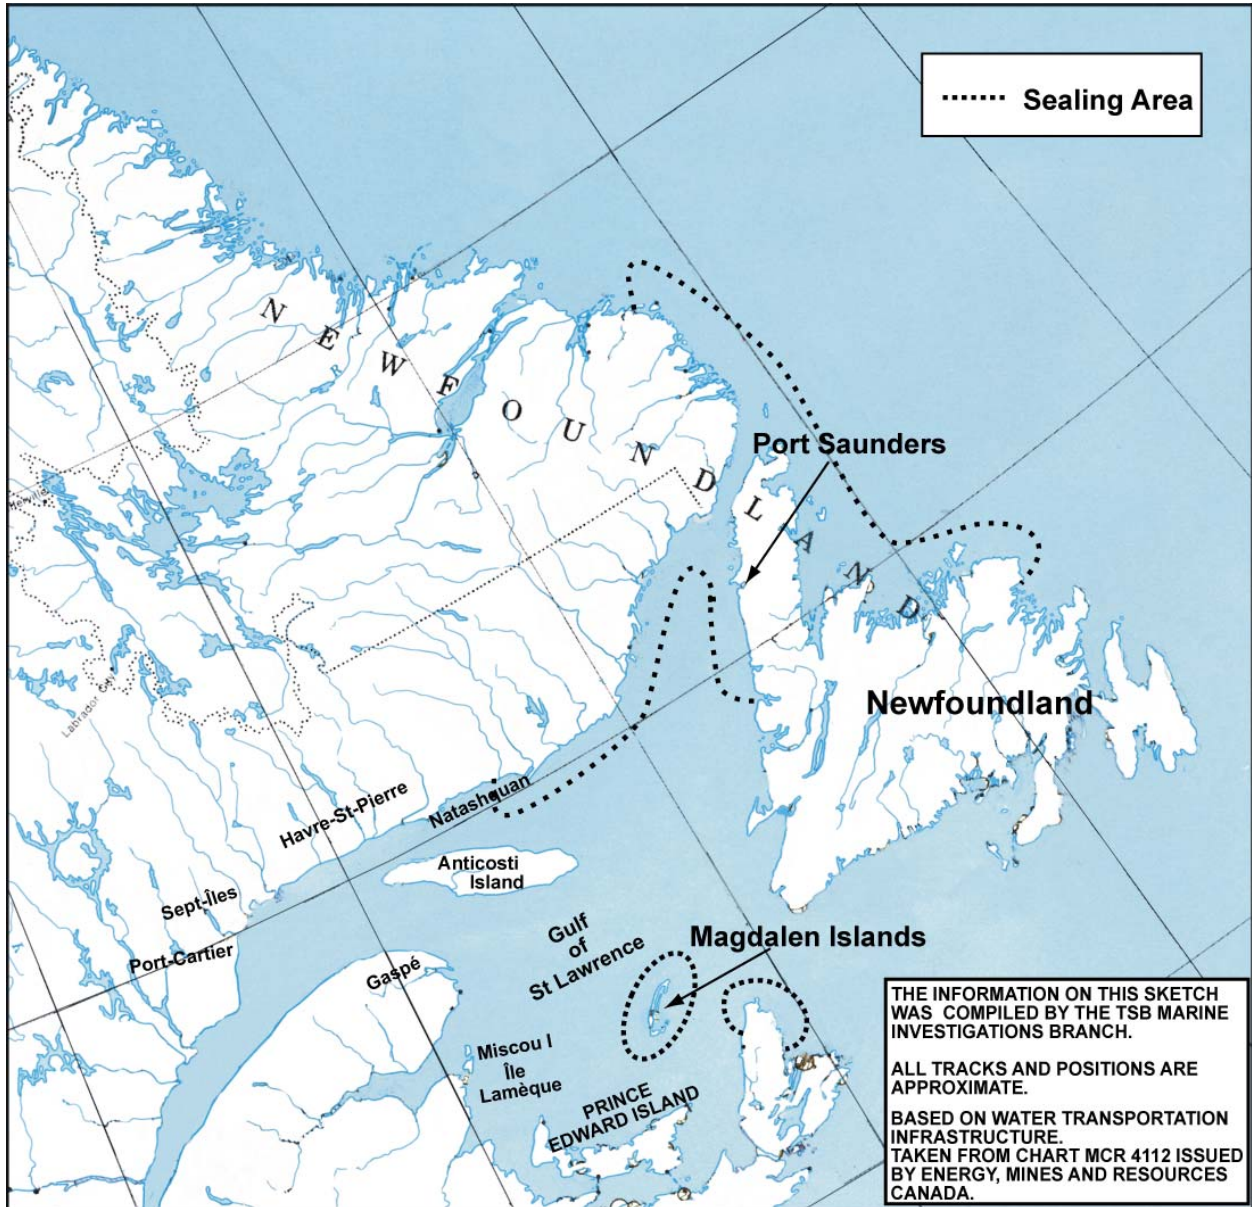 Sealing Area
NEWFOUNDLAND
Port Saunders
Newfoundland
Labrador City
Havre-St-Pierre
Natashquan
Anticosti
Island
Sept-Îles
Port-Cartier
Gaspé
Gulf
of
St Lawrence
Magdalen Islands
Miscou I
Île
Lamèque
PRINCE
EDWARD ISLAND
THE INFORMATION ON THIS SKETCH
WAS COMPILED BY THE TSB MARINE
INVESTIGATIONS BRANCH.
ALL TRACKS AND POSITIONS ARE
APPROXIMATE.
BASED ON WATER TRANSPORTATION
INFRASTRUCTURE.
TAKEN FROM CHART MCR 4112 ISSUED
BY ENERGY, MINES AND RESOURCES
CANADA.